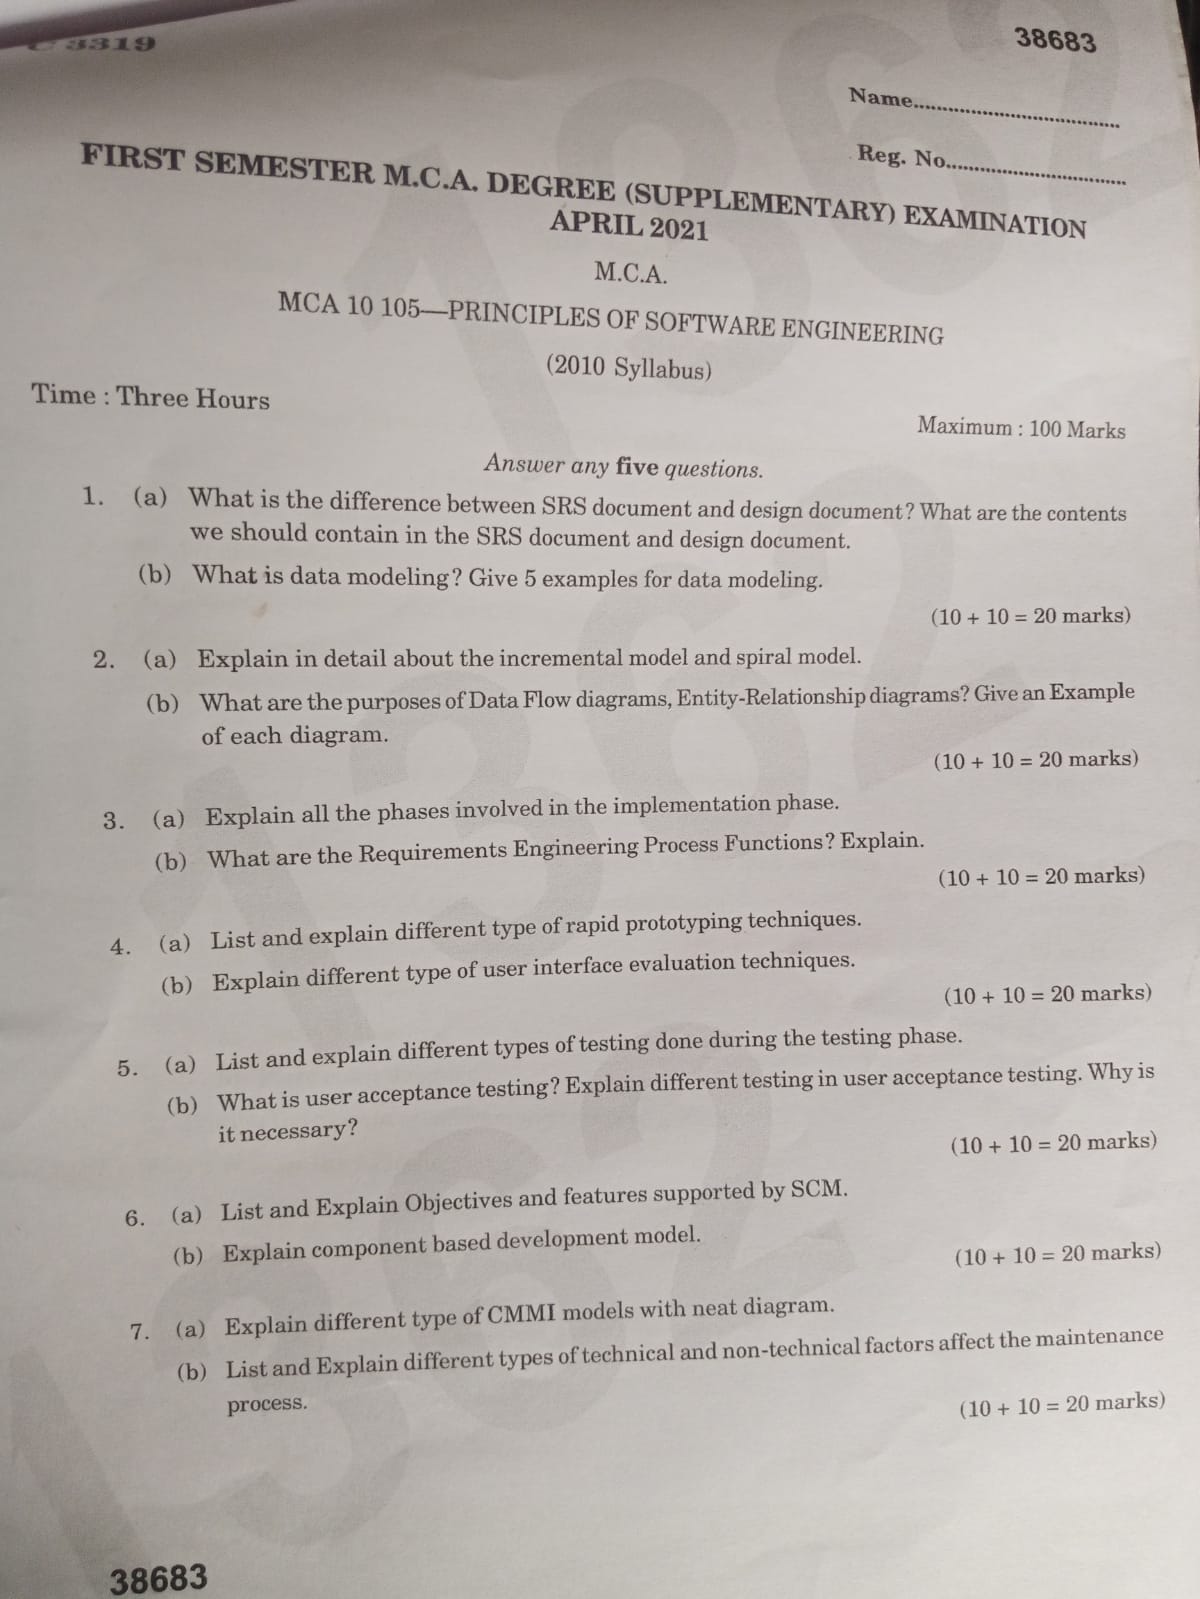 C 3319
38683
Name....................................
Reg. No................................
FIRST SEMESTER M.C.A. DEGREE (SUPPLEMENTARY) EXAMINATION
APRIL 2021
M.C.A.
MCA 10 105—PRINCIPLES OF SOFTWARE ENGINEERING
(2010 Syllabus)
Time : Three Hours
Maximum : 100 Marks
Answer any five questions.
1. (a) What is the difference between SRS document and design document? What are the contents
we should contain in the SRS document and design document.
(b) What is data modeling? Give 5 examples for data modeling.
(10 + 10 = 20 marks)
2. (a) Explain in detail about the incremental model and spiral model.
(b) What are the purposes of Data Flow diagrams, Entity-Relationship diagrams? Give an Example
of each diagram.
(10 + 10 = 20 marks)
3. (a) Explain all the phases involved in the implementation phase.
(b) What are the Requirements Engineering Process Functions? Explain.
(10 + 10 = 20 marks)
4. (a) List and explain different type of rapid prototyping techniques.
(b) Explain different type of user interface evaluation techniques.
(10 + 10 = 20 marks)
5. (a) List and explain different types of testing done during the testing phase.
(b) What is user acceptance testing? Explain different testing in user acceptance testing. Why is
it necessary?
(10 + 10 = 20 marks)
6. (a) List and Explain Objectives and features supported by SCM.
(b) Explain component based development model.
(10 + 10 = 20 marks)
7. (a) Explain different type of CMMI models with neat diagram.
(b) List and Explain different types of technical and non-technical factors affect the maintenance
process.
(10 + 10 = 20 marks)
38683
1362
1362
1362